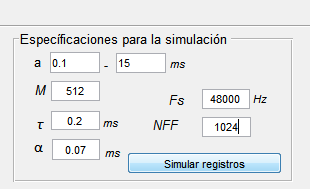 Específicaciones para la simulación
a 0.1 - 15 ms
M 512
Fs 48000 Hz
τ 0.2 ms
NFF 1024
α 0.07 ms
Simular registros